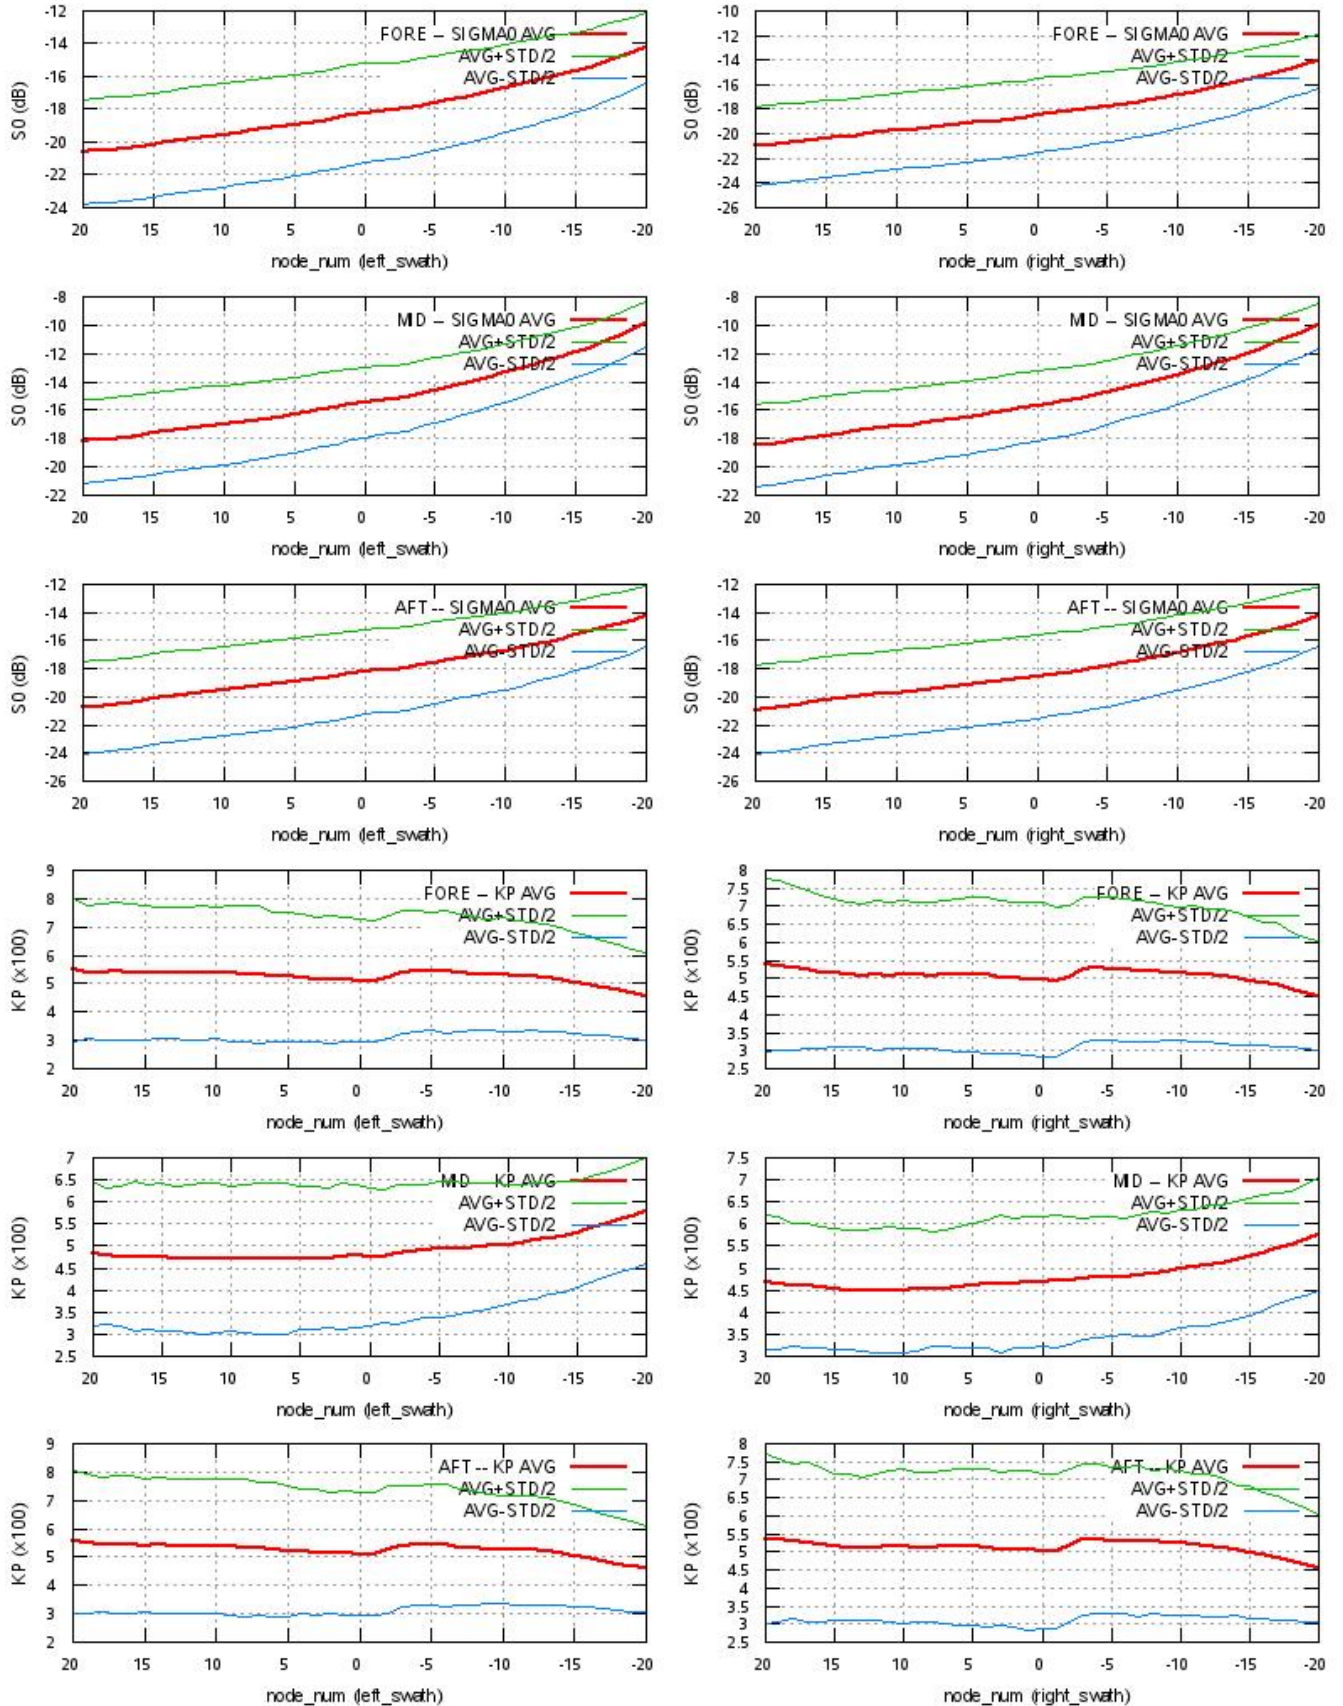 -12
-14
-16
-18
-20
-22
-24
S0 (dB)
FORE -- SIGMA0 AVG
AVG+STD/2
AVG-STD/2
20 15 10 5 0 -5 -10 -15 -20
node_num (left_swath)
-10
-12
-14
-16
-18
-20
-22
-24
-26
S0 (dB)
FORE -- SIGMA0 AVG
AVG+STD/2
AVG-STD/2
20 15 10 5 0 -5 -10 -15 -20
node_num (right_swath)
-8
-10
-12
-14
-16
-18
-20
-22
S0 (dB)
MID -- SIGMA0 AVG
AVG+STD/2
AVG-STD/2
20 15 10 5 0 -5 -10 -15 -20
node_num (left_swath)
-8
-10
-12
-14
-16
-18
-20
-22
S0 (dB)
MID -- SIGMA0 AVG
AVG+STD/2
AVG-STD/2
20 15 10 5 0 -5 -10 -15 -20
node_num (right_swath)
-12
-14
-16
-18
-20
-22
-24
-26
S0 (dB)
AFT -- SIGMA0 AVG
AVG+STD/2
AVG-STD/2
20 15 10 5 0 -5 -10 -15 -20
node_num (left_swath)
-12
-14
-16
-18
-20
-22
-24
-26
S0 (dB)
AFT -- SIGMA0 AVG
AVG+STD/2
AVG-STD/2
20 15 10 5 0 -5 -10 -15 -20
node_num (right_swath)
9
8
7
6
5
4
3
2
KP (x100)
FORE -- KP AVG
AVG+STD/2
AVG-STD/2
20 15 10 5 0 -5 -10 -15 -20
node_num (left_swath)
8
7.5
7
6.5
6
5.5
5
4.5
4
3.5
3
2.5
KP (x100)
FORE -- KP AVG
AVG+STD/2
AVG-STD/2
20 15 10 5 0 -5 -10 -15 -20
node_num (right_swath)
7
6.5
6
5.5
5
4.5
4
3.5
3
2.5
KP (x100)
MID -- KP AVG
AVG+STD/2
AVG-STD/2
20 15 10 5 0 -5 -10 -15 -20
node_num (left_swath)
7.5
7
6.5
6
5.5
5
4.5
4
3.5
3
KP (x100)
MID -- KP AVG
AVG+STD/2
AVG-STD/2
20 15 10 5 0 -5 -10 -15 -20
node_num (right_swath)
9
8
7
6
5
4
3
2
KP (x100)
AFT -- KP AVG
AVG+STD/2
AVG-STD/2
20 15 10 5 0 -5 -10 -15 -20
node_num (left_swath)
8
7.5
7
6.5
6
5.5
5
4.5
4
3.5
3
2.5
KP (x100)
AFT -- KP AVG
AVG+STD/2
AVG-STD/2
20 15 10 5 0 -5 -10 -15 -20
node_num (right_swath)